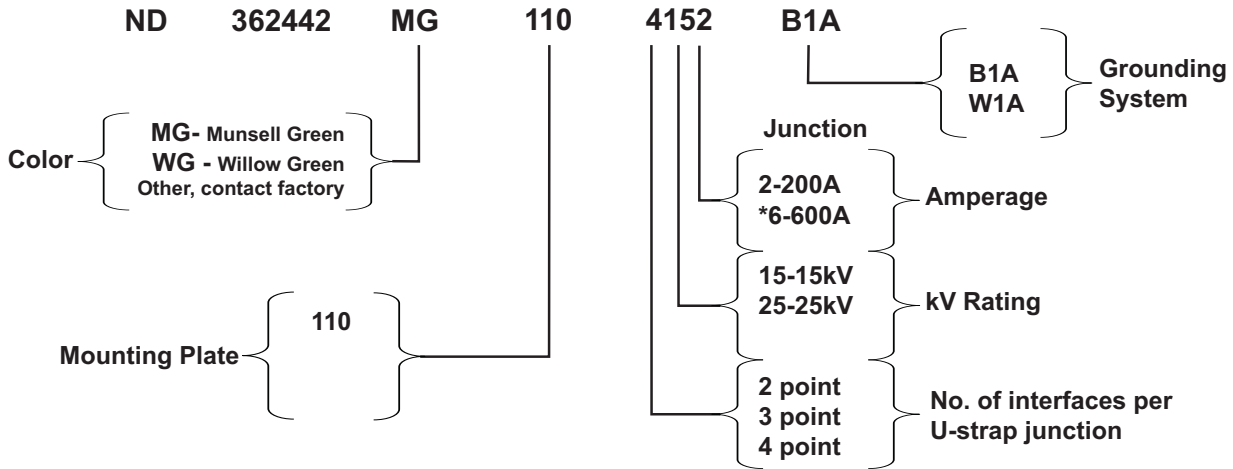 ND 362442 MG 110 4152 B1A
B1A
W1A
Grounding
System
Color
MG- Munsell Green
WG - Willow Green
Other, contact factory
Junction
2-200A
*6-600A
Amperage
15-15kV
25-25kV
kV Rating
Mounting Plate
110
2 point
3 point
4 point
No. of interfaces per
U-strap junction